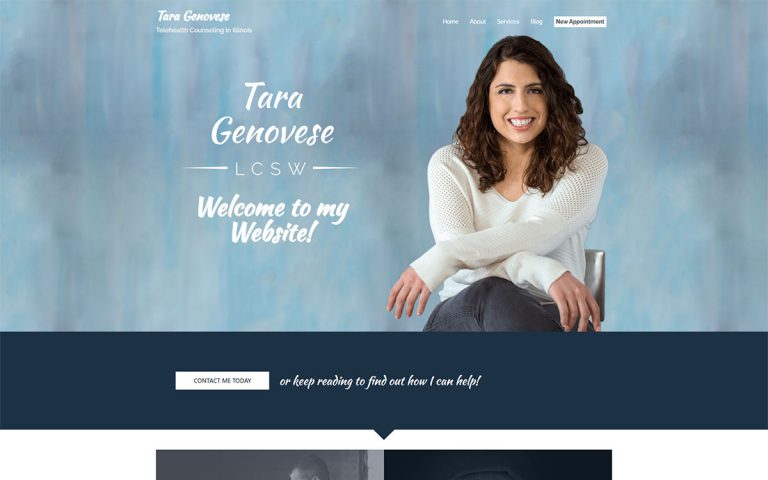 Tara Genovese
Telehealth Counseling in Illinois
Home About Services Blog New Appointment
Tara
Genovese
LCSW
Welcome to my
Website!
CONTACT ME TODAY or keep reading to find out how I can help!